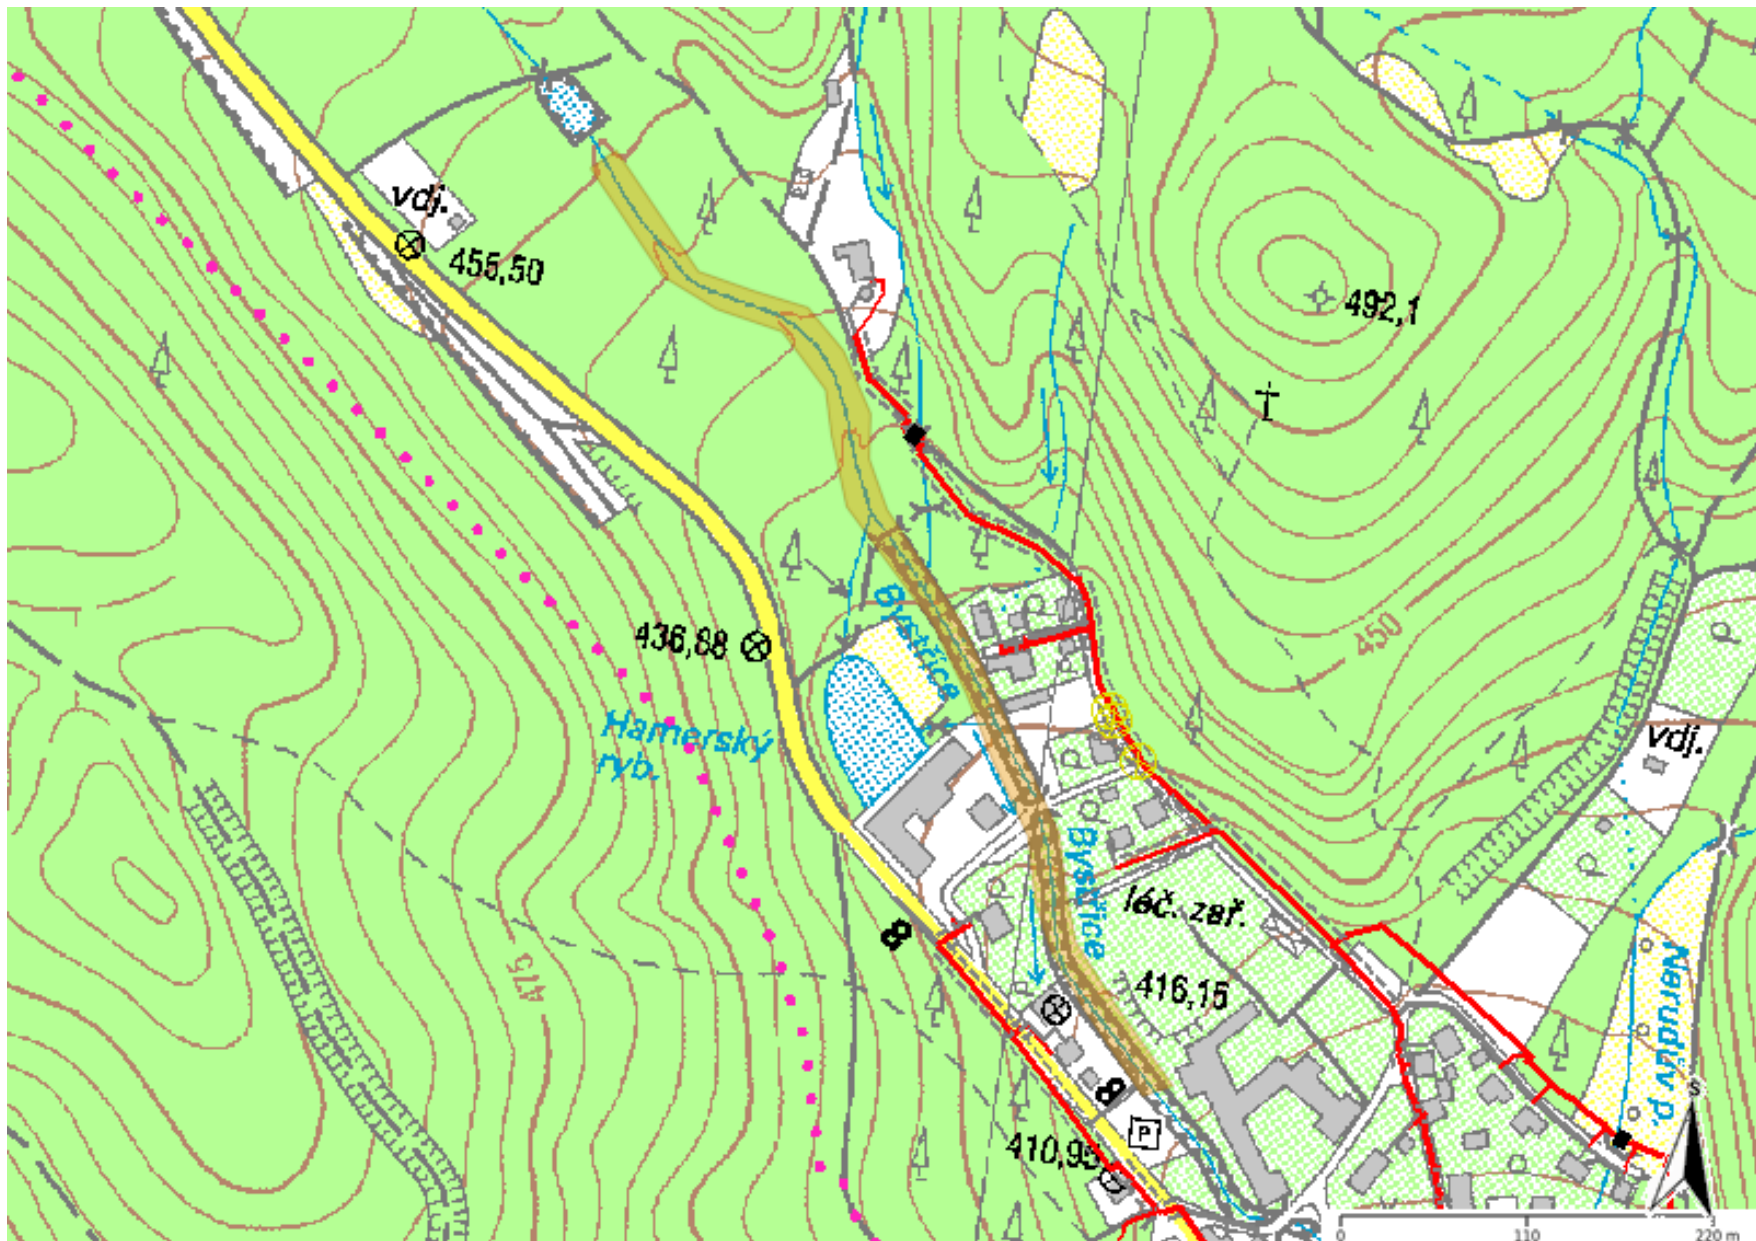 vdj.
455,50
492,1
436,68
Bystřice
450
Hamerský
ryb.
vdj.
Bystřice
léč. zař.
8
475
416,15
Nerudův p.
S
8
P
410,95
0 110 220 m